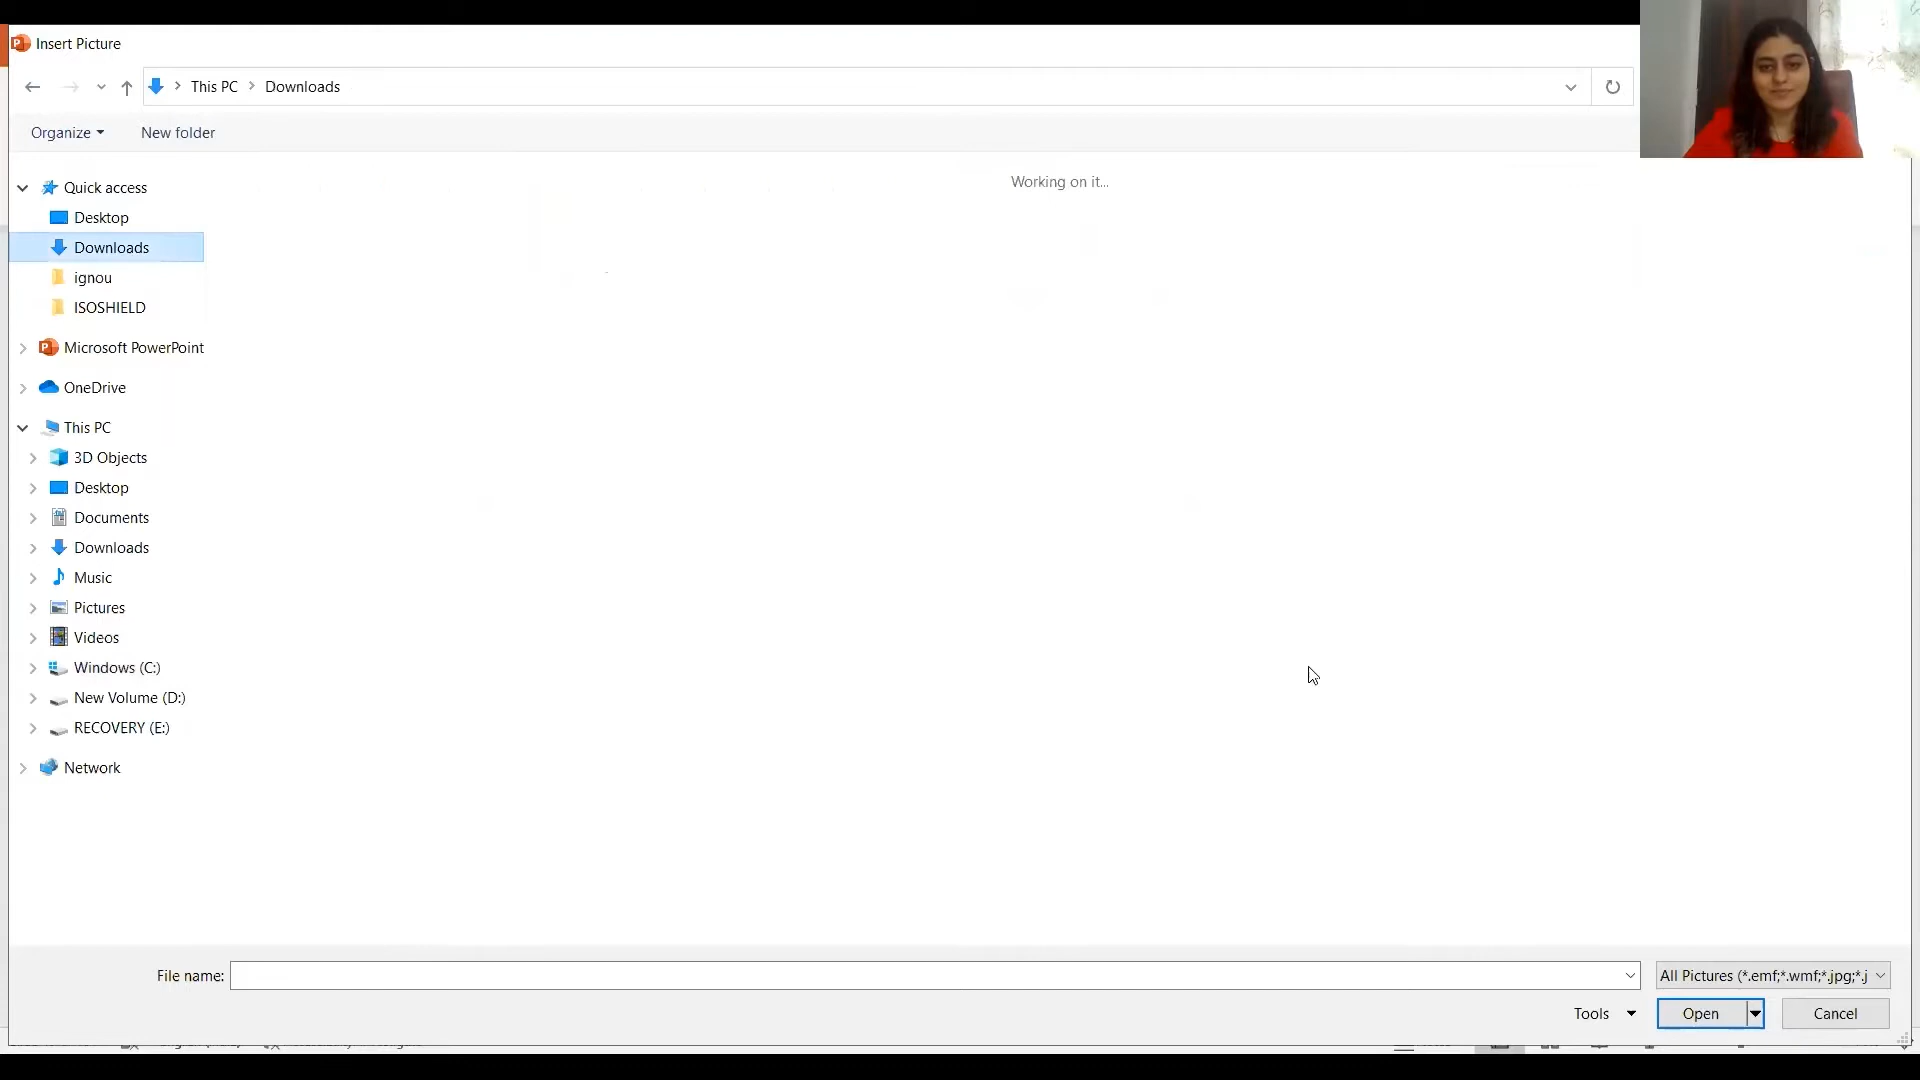 Insert Picture
This PC
Downloads
Organize
New folder
Quick access
Working on it...
Desktop
Downloads
ignou
ISOSHIELD
Microsoft PowerPoint
OneDrive
This PC
3D Objects
Desktop
Documents
Downloads
Music
Pictures
Videos
Windows (C:)
New Volume (D:)
RECOVERY (E:)
Network
File name:
All Pictures (*.emf;*.wmf;*.jpg;*.j
Tools
Open
Cancel